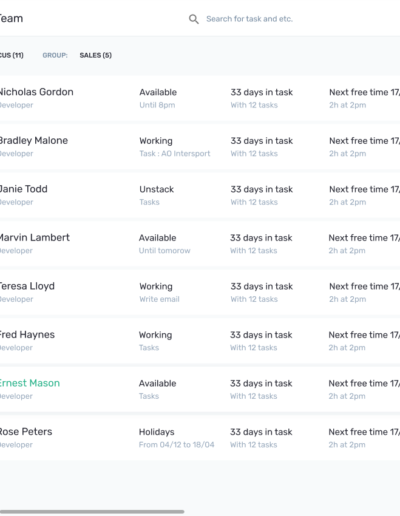 Team
Search for task and etc.
CUS (11) GROUP: SALES (5)
Nicholas Gordon Available 33 days in task Next free time 17/
Developer Until 8pm With 12 tasks 2h at 2pm
Bradley Malone Working 33 days in task Next free time 17/
Developer Task : AO Intersport With 12 tasks 2h at 2pm
Janie Todd Unstack 33 days in task Next free time 17/
Developer Tasks With 12 tasks 2h at 2pm
Marvin Lambert Available 33 days in task Next free time 17/
Developer Until tomorow With 12 tasks 2h at 2pm
Teresa Lloyd Working 33 days in task Next free time 17/
Developer Write email With 12 tasks 2h at 2pm
Fred Haynes Working 33 days in task Next free time 17/
Developer Tasks With 12 tasks 2h at 2pm
Ernest Mason Available 33 days in task Next free time 17/
Developer Tasks With 12 tasks 2h at 2pm
Rose Peters Holidays 33 days in task Next free time 17/
Developer From 04/12 to 18/04 With 12 tasks 2h at 2pm